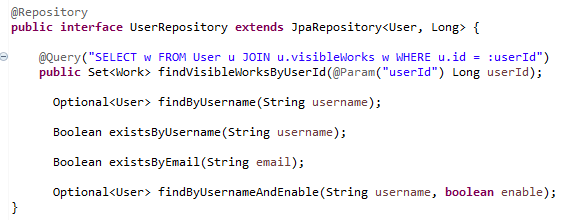 @Repository
public interface UserRepository extends JpaRepository<User, Long> {
@Query("SELECT w FROM User u JOIN u.visibleWorks w WHERE u.id = :userId")
public Set<Work> findVisibleWorksByUserId(@Param("userId") Long userId);
Optional<User> findByUsername(String username);
Boolean existsByUsername(String username);
Boolean existsByEmail(String email);
Optional<User> findByUsernameAndEnable(String username, boolean enable);
}